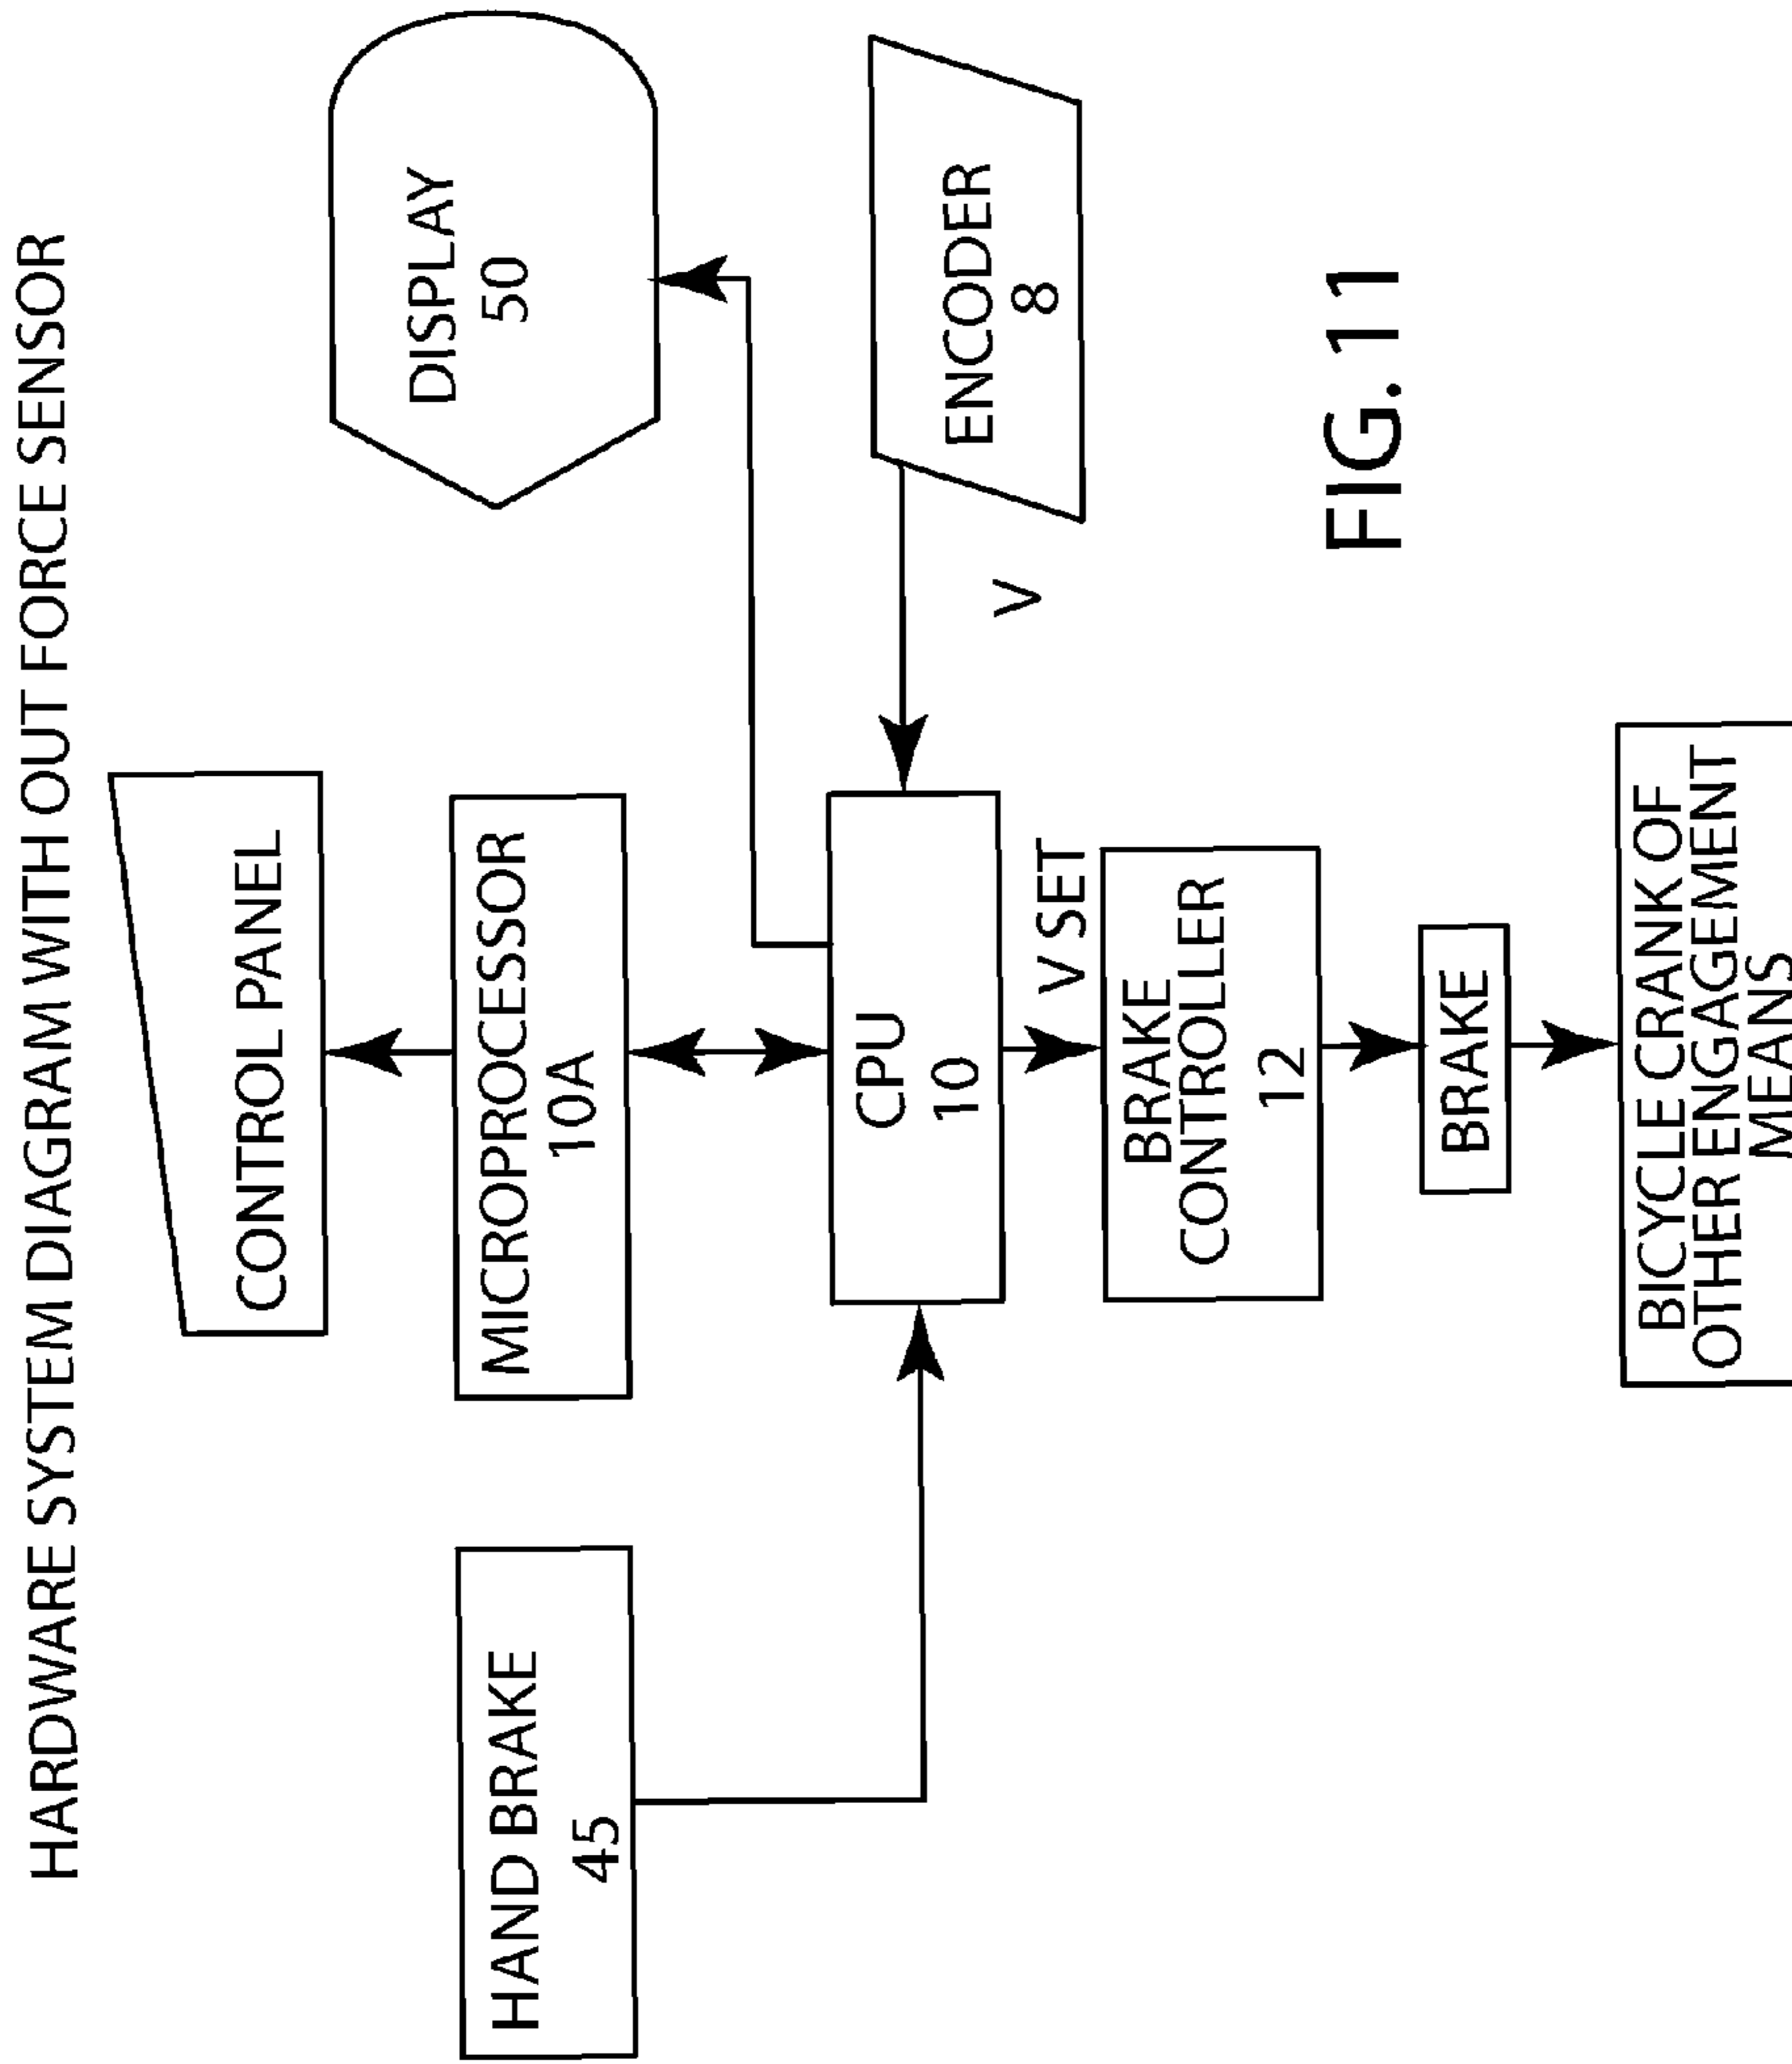 HARDWARE SYSTEM DIAGRAM WITH OUT FORCE SENSOR
CONTROL PANEL
DISPLAY
50
HAND BRAKE
45
MICROPROCESSOR
10A
CPU
10
ENCODER
8
V
V SET
BRAKE
CONTROLLER
12
BRAKE
BICYCLE CRANK OF
OTHER ENGAGEMENT
MEANS
FIG. 11